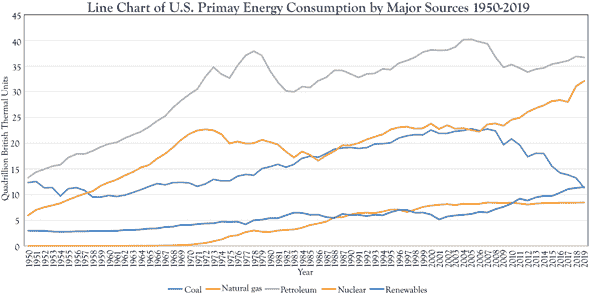 Line Chart of U.S. Primay Energy Consumption by Major Sources 1950-2019
Quadrillion British Thermal Units
45
40
35
30
25
20
15
10
5
0
1950 1951 1952 1953 1954 1955 1956 1957 1958 1959 1960 1961 1962 1963 1964 1965 1966 1967 1968 1969 1970 1971 1972 1973 1974 1975 1976 1977 1978 1979 1980 1981 1982 1983 1984 1985 1986 1987 1988 1989 1990 1991 1992 1993 1994 1995 1996 1997 1998 1999 2000 2001 2002 2003 2004 2005 2006 2007 2008 2009 2010 2011 2012 2013 2014 2015 2016 2017 2018 2019
Year
Coal Natural gas Petroleum Nuclear Renewables